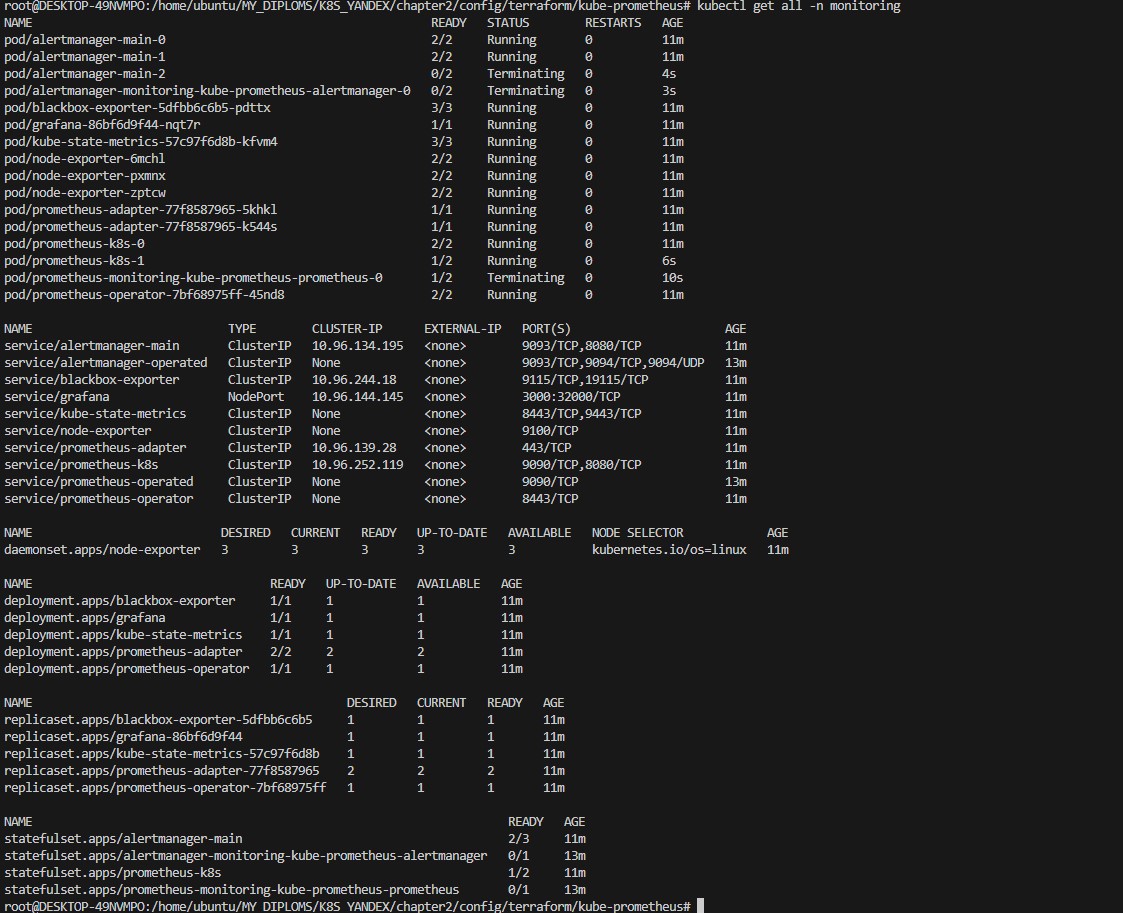 root@DESKTOP-49NVMPO:/home/ubuntu/MY_DIPLOMS/K8S_YANDEX/chapter2/config/terraform/kube-prometheus# kubectl get all -n monitoring
NAME READY STATUS RESTARTS AGE
pod/alertmanager-main-0 2/2 Running 0 11m
pod/alertmanager-main-1 2/2 Running 0 11m
pod/alertmanager-main-2 0/2 Terminating 0 4s
pod/alertmanager-monitoring-kube-prometheus-alertmanager-0 0/2 Terminating 0 3s
pod/blackbox-exporter-5dfbb6c6b5-pdttx 3/3 Running 0 11m
pod/grafana-86bf6d9f44-nqt7r 1/1 Running 0 11m
pod/kube-state-metrics-57c97f6d8b-kfvm4 3/3 Running 0 11m
pod/node-exporter-6mchl 2/2 Running 0 11m
pod/node-exporter-pxmnx 2/2 Running 0 11m
pod/node-exporter-zptcw 2/2 Running 0 11m
pod/prometheus-adapter-77f8587965-5khkl 1/1 Running 0 11m
pod/prometheus-adapter-77f8587965-k544s 1/1 Running 0 11m
pod/prometheus-k8s-0 2/2 Running 0 11m
pod/prometheus-k8s-1 1/2 Running 0 6s
pod/prometheus-monitoring-kube-prometheus-prometheus-0 1/2 Terminating 0 10s
pod/prometheus-operator-7bf68975ff-45nd8 2/2 Running 0 11m
NAME TYPE CLUSTER-IP EXTERNAL-IP PORT(S) AGE
service/alertmanager-main ClusterIP 10.96.134.195 <none> 9093/TCP,8080/TCP 11m
service/alertmanager-operated ClusterIP None <none> 9093/TCP,9094/TCP,9094/UDP 13m
service/blackbox-exporter ClusterIP 10.96.244.18 <none> 9115/TCP,19115/TCP 11m
service/grafana NodePort 10.96.144.145 <none> 3000:32000/TCP 11m
service/kube-state-metrics ClusterIP None <none> 8443/TCP,9443/TCP 11m
service/node-exporter ClusterIP None <none> 9100/TCP 11m
service/prometheus-adapter ClusterIP 10.96.139.28 <none> 443/TCP 11m
service/prometheus-k8s ClusterIP 10.96.252.119 <none> 9090/TCP,8080/TCP 11m
service/prometheus-operated ClusterIP None <none> 9090/TCP 13m
service/prometheus-operator ClusterIP None <none> 8443/TCP 11m
NAME DESIRED CURRENT READY UP-TO-DATE AVAILABLE NODE SELECTOR AGE
daemonset.apps/node-exporter 3 3 3 3 3 kubernetes.io/os=linux 11m
NAME READY UP-TO-DATE AVAILABLE AGE
deployment.apps/blackbox-exporter 1/1 1 1 11m
deployment.apps/grafana 1/1 1 1 11m
deployment.apps/kube-state-metrics 1/1 1 1 11m
deployment.apps/prometheus-adapter 2/2 2 2 11m
deployment.apps/prometheus-operator 1/1 1 1 11m
NAME DESIRED CURRENT READY AGE
replicaset.apps/blackbox-exporter-5dfbb6c6b5 1 1 1 11m
replicaset.apps/grafana-86bf6d9f44 1 1 1 11m
replicaset.apps/kube-state-metrics-57c97f6d8b 1 1 1 11m
replicaset.apps/prometheus-adapter-77f8587965 2 2 2 11m
replicaset.apps/prometheus-operator-7bf68975ff 1 1 1 11m
NAME READY AGE
statefulset.apps/alertmanager-main 2/3 11m
statefulset.apps/alertmanager-monitoring-kube-prometheus-alertmanager 0/1 13m
statefulset.apps/prometheus-k8s 1/2 11m
statefulset.apps/prometheus-monitoring-kube-prometheus-prometheus 0/1 13m
root@DESKTOP-49NVMPO:/home/ubuntu/MY_DIPLOMS/K8S_YANDEX/chapter2/config/terraform/kube-prometheus#